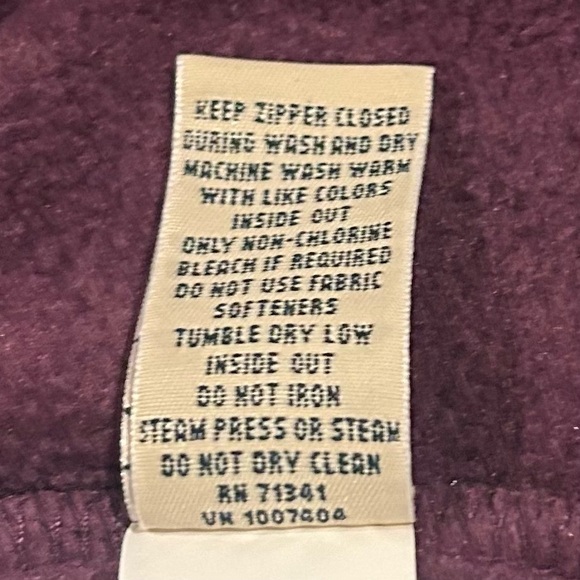 KEEP ZIPPER CLOSED
DURING WASH AND DRY
MACHINE WASH WARM
WITH LIKE COLORS
INSIDE OUT
ONLY NON-CHLORINE
BLEACH IF REQUIRED
DO NOT USE FABRIC
SOFTENERS
TUMBLE DRY LOW
INSIDE OUT
DO NOT IRON
STEAM PRESS OR STEAM
DO NOT DRY CLEAN
RN 71341
VN 1007404